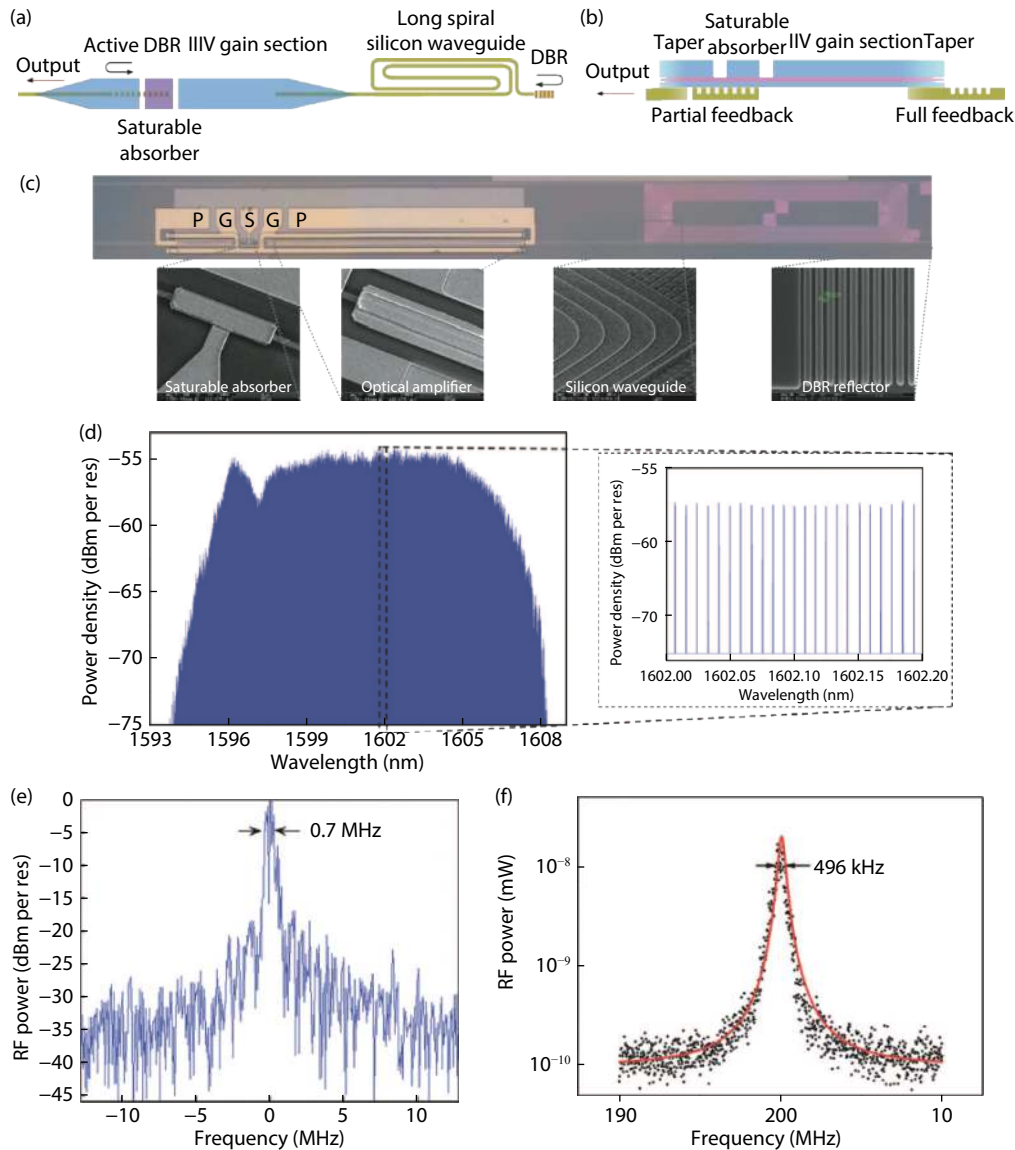 (a)
Long spiral
silicon waveguide
Active DBR IIIV gain section
DBR
Output
Saturable
absorber
(b)
Saturable
Taper absorber IIV gain sectionTaper
Output
Partial feedback
Full feedback
(c)
P G S G P
Saturable absorber
Optical amplifier
Silicon waveguide
DBR reflector
(d)
Power density (dBm per res)
−55
−60
−65
−70
−75
1593 1596 1599 1602 1605 1608
Wavelength (nm)
Power density (dBm per res)
−55
−60
−70
1602.00 1602.05 1602.10 1602.15 1602.20
Wavelength (nm)
(e)
RF power (dBm per res)
0
−5
−10
−15
−20
−25
−30
−35
−40
−45
0.7 MHz
−10 −5 0 5 10
Frequency (MHz)
(f)
RF power (mW)
10⁻⁸
10⁻⁹
10⁻¹⁰
496 kHz
190 200 10
Frequency (MHz)